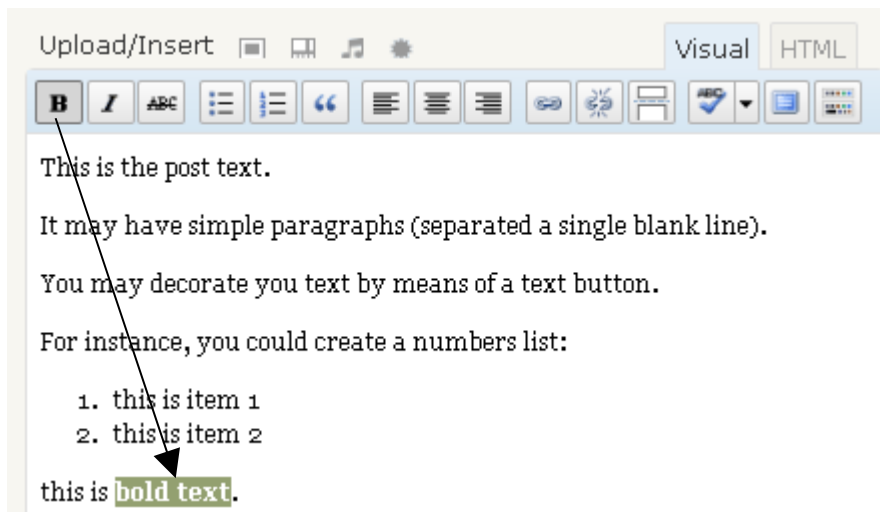 Upload/Insert Visual HTML
B I ABC ABC
This is the post text.
It may have simple paragraphs (separated a single blank line).
You may decorate you text by means of a text button.
For instance, you could create a numbers list:
1. this is item 1
2. this is item 2
this is bold text.